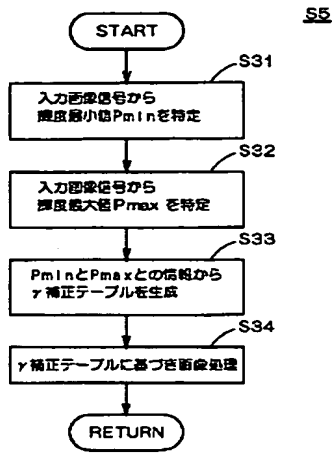 S5
START
S31
入力画像信号から
輝度最小値Pminを特定
S32
入力画像信号から
輝度最大値Pmax を特定
S33
PminとPmaxとの情報から
γ補正テーブルを生成
S34
γ補正テーブルに基づき画像処理
RETURN